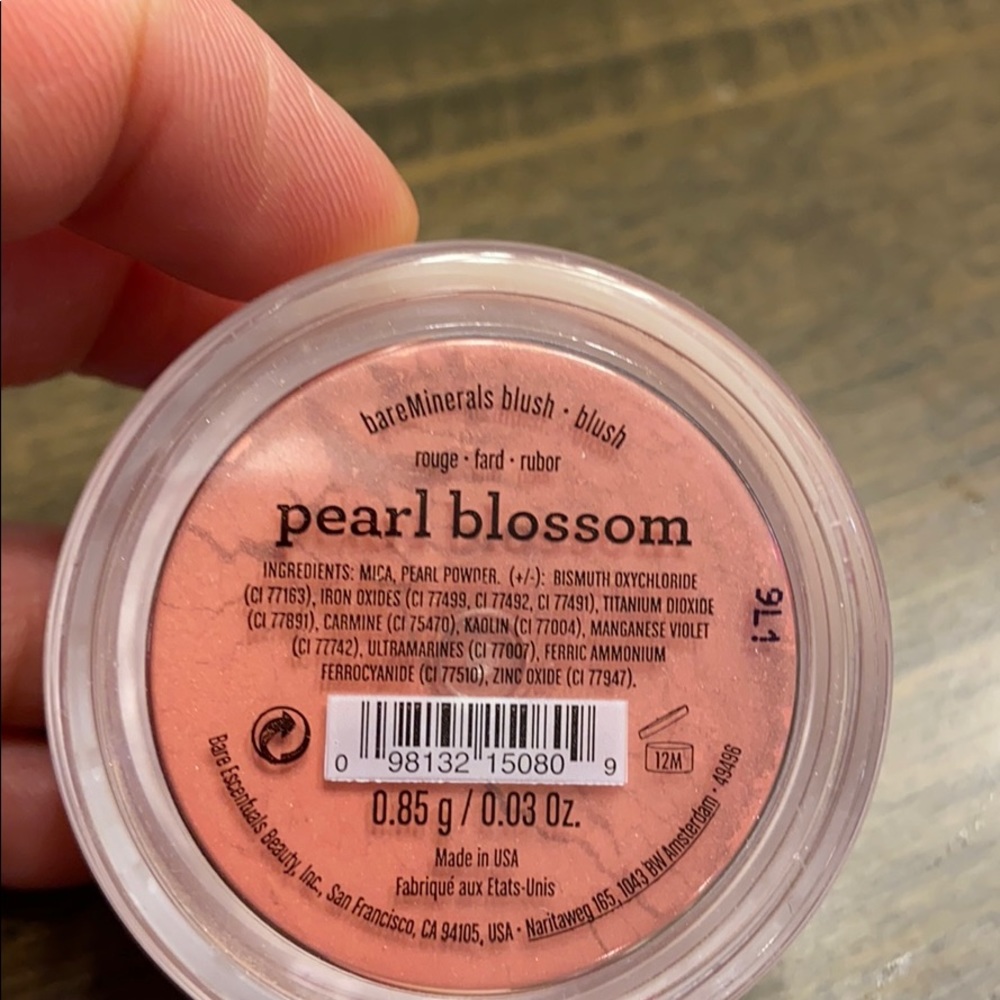 bareMinerals blush · blush
rouge · fard · rubor
pearl blossom
INGREDIENTS: MICA, PEARL POWDER. (+/-): BISMUTH OXYCHLORIDE
(CI 77163), IRON OXIDES (CI 77499, CI 77492, CI 77491), TITANIUM DIOXIDE
(CI 77891), CARMINE (CI 75470), KAOLIN (CI 77004), MANGANESE VIOLET
(CI 77742), ULTRAMARINES (CI 77007), FERRIC AMMONIUM
FERROCYANIDE (CI 77510), ZINC OXIDE (CI 77947).
9L1
0 98132 15080 9
12M
0.85 g / 0.03 Oz.
Made in USA
Fabriqué aux Etats-Unis
Bare Escentuals Beauty, Inc., San Francisco, CA 94105, USA · Naritaweg 165, 1043 BW Amsterdam · 49496